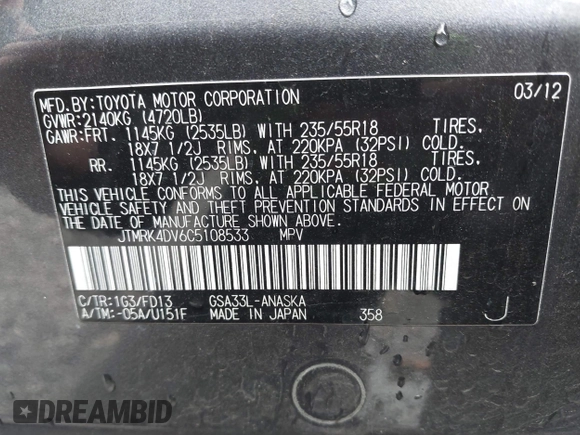 MFD.BY:TOYOTA MOTOR CORPORATION 03/12
GVWR:2140KG (4720LB)
GAWR:FRT. 1145KG (2535LB) WITH 235/55R18 TIRES,
18X7 1/2J RIMS, AT 220KPA (32PSI) COLD.
RR. 1145KG (2535LB) WITH 235/55R18 TIRES,
18X7 1/2J RIMS, AT 220KPA (32PSI) COLD.
THIS VEHICLE CONFORMS TO ALL APPLICABLE FEDERAL MOTOR
VEHICLE SAFETY AND THEFT PREVENTION STANDARDS IN EFFECT ON
THE DATE OF MANUFACTURE SHOWN ABOVE.
JTMRK4DV6C5108533 MPV
C/TR:1G3/FD13 GSA33L-ANASKA
A/TM:-05A/U151F MADE IN JAPAN 358 J
DREAMBID